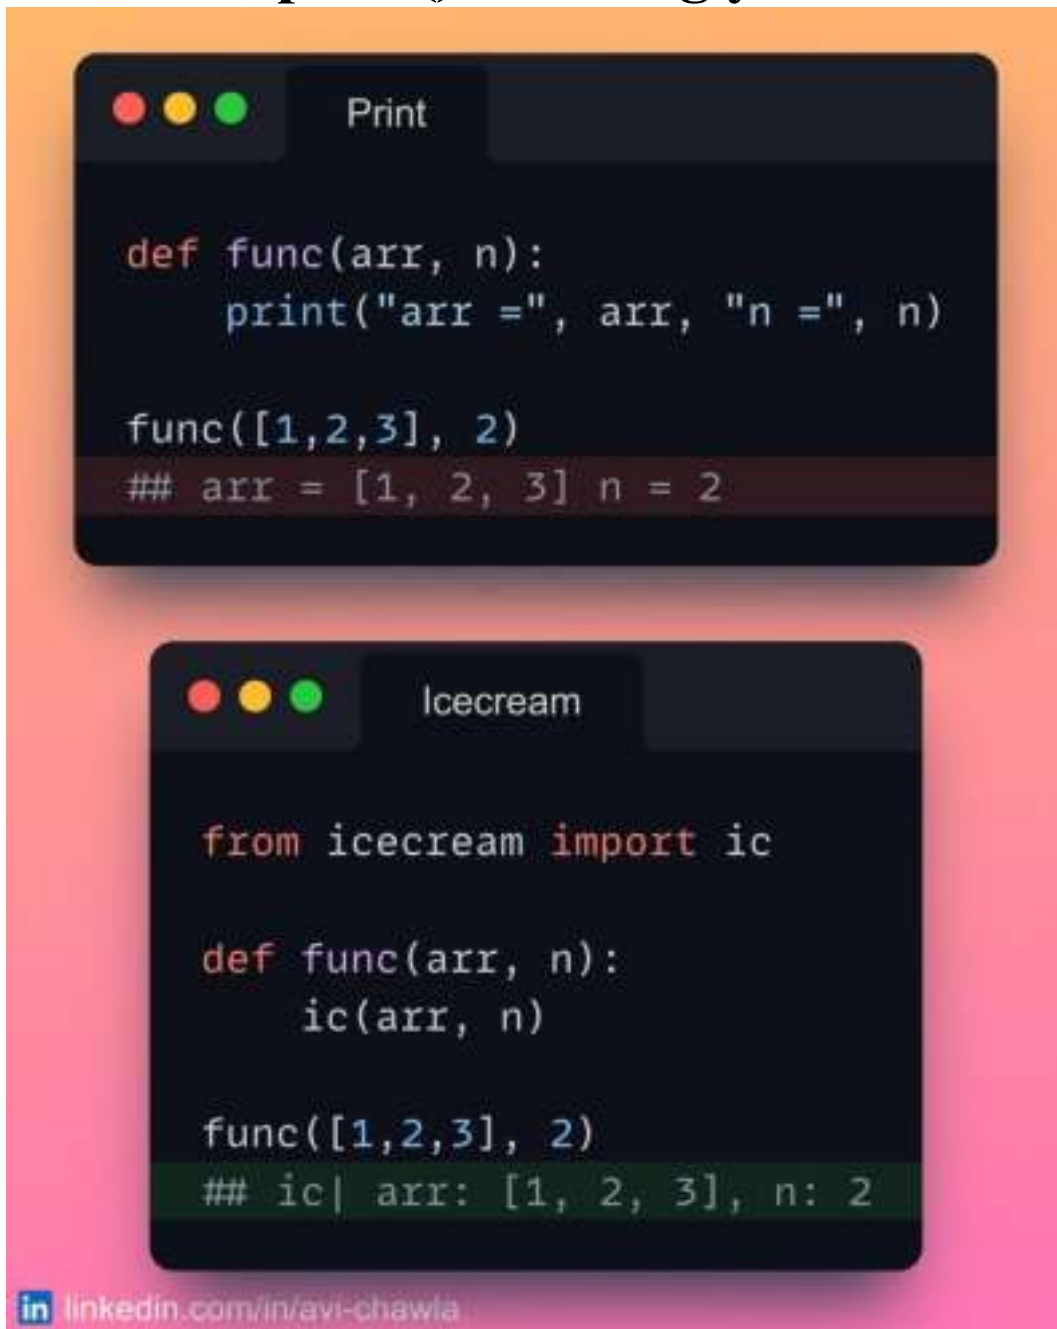 Print
def func(arr, n):
    print("arr =", arr, "n =", n)
func([1,2,3], 2)
## arr = [1, 2, 3] n = 2
Icecream
from icecream import ic
def func(arr, n):
    ic(arr, n)
func([1,2,3], 2)
## ic| arr: [1, 2, 3], n: 2
in linkedin.com/in/avi-chawla